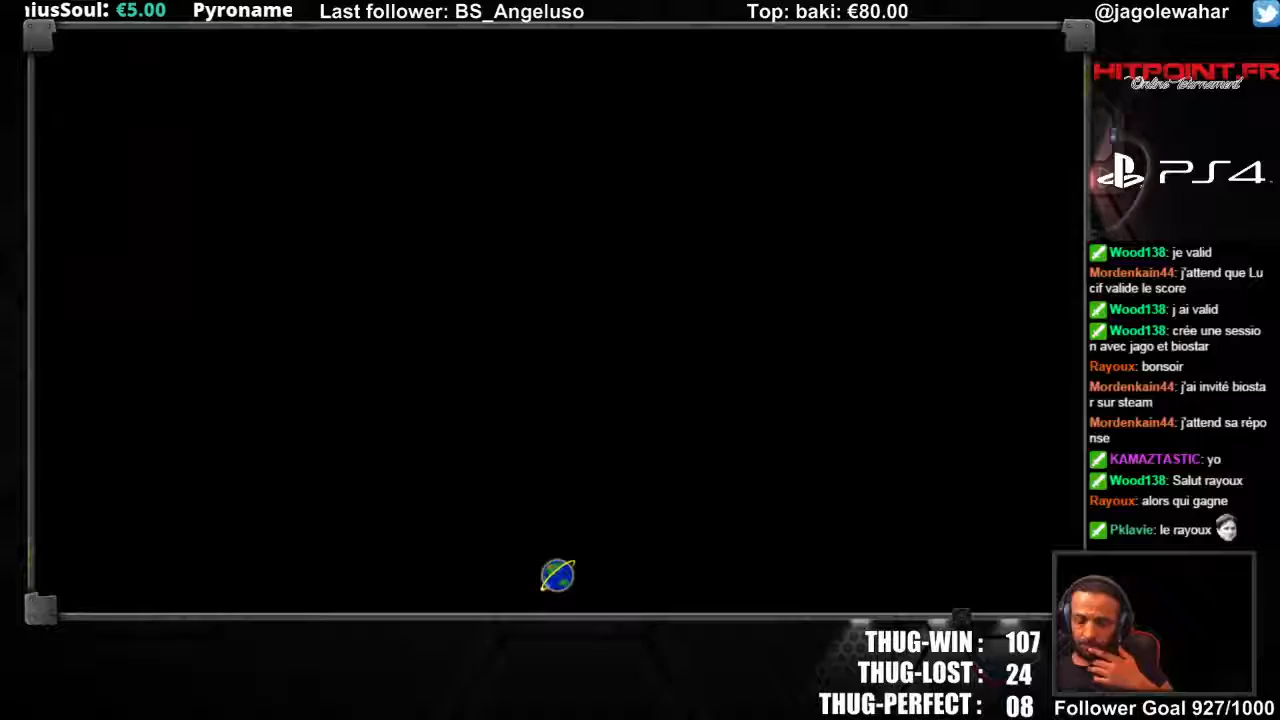 niusSoul: €5.00 Pyroname
Last follower: BS_Angeluso
Top: baki: €80.00
@jagolewahar
HITPOINT.FR
Online Tournament
PS4
Wood138: je valid
Mordenkain44: j'attend que Lu
cif valide le score
Wood138: j ai valid
Wood138: crée une sessio
n avec jago et biostar
Rayoux: bonsoir
Mordenkain44: j'ai invité biosta
r sur steam
Mordenkain44: j'attend sa répo
nse
KAMAZTASTIC: yo
Wood138: Salut rayoux
Rayoux: alors qui gagne
Pklavie: le rayoux
THUG-WIN : 107
THUG-LOST : 24
THUG-PERFECT : 08
Follower Goal 927/1000